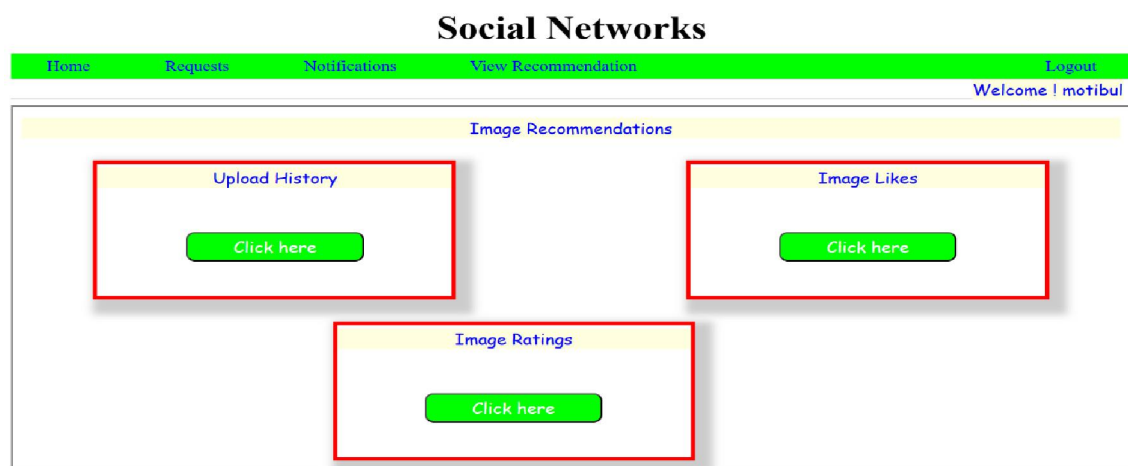 Social Networks
Home Requests Notifications View Recommendation Logout
Welcome ! motibul
Image Recommendations
Upload History Image Likes
Click here Click here
Image Ratings
Click here